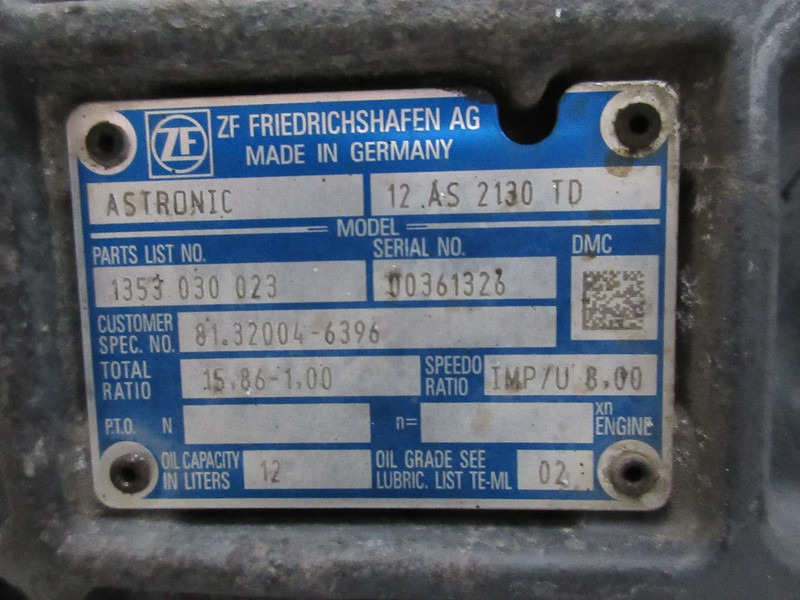 ZF ZF FRIEDRICHSHAFEN AG
MADE IN GERMANY
ASTRONIC 12 AS 2130 TD
MODEL
PARTS LIST NO. SERIAL NO. DMC
1353 030 023 00361326
CUSTOMER SPEC. NO. 81.32004-6396
TOTAL RATIO 15.86-1.00 SPEEDO RATIO IMP/U 8.00
P.T.O. N n= xn ENGINE
OIL CAPACITY IN LITERS 12 OIL GRADE SEE LUBRIC. LIST TE-ML 02